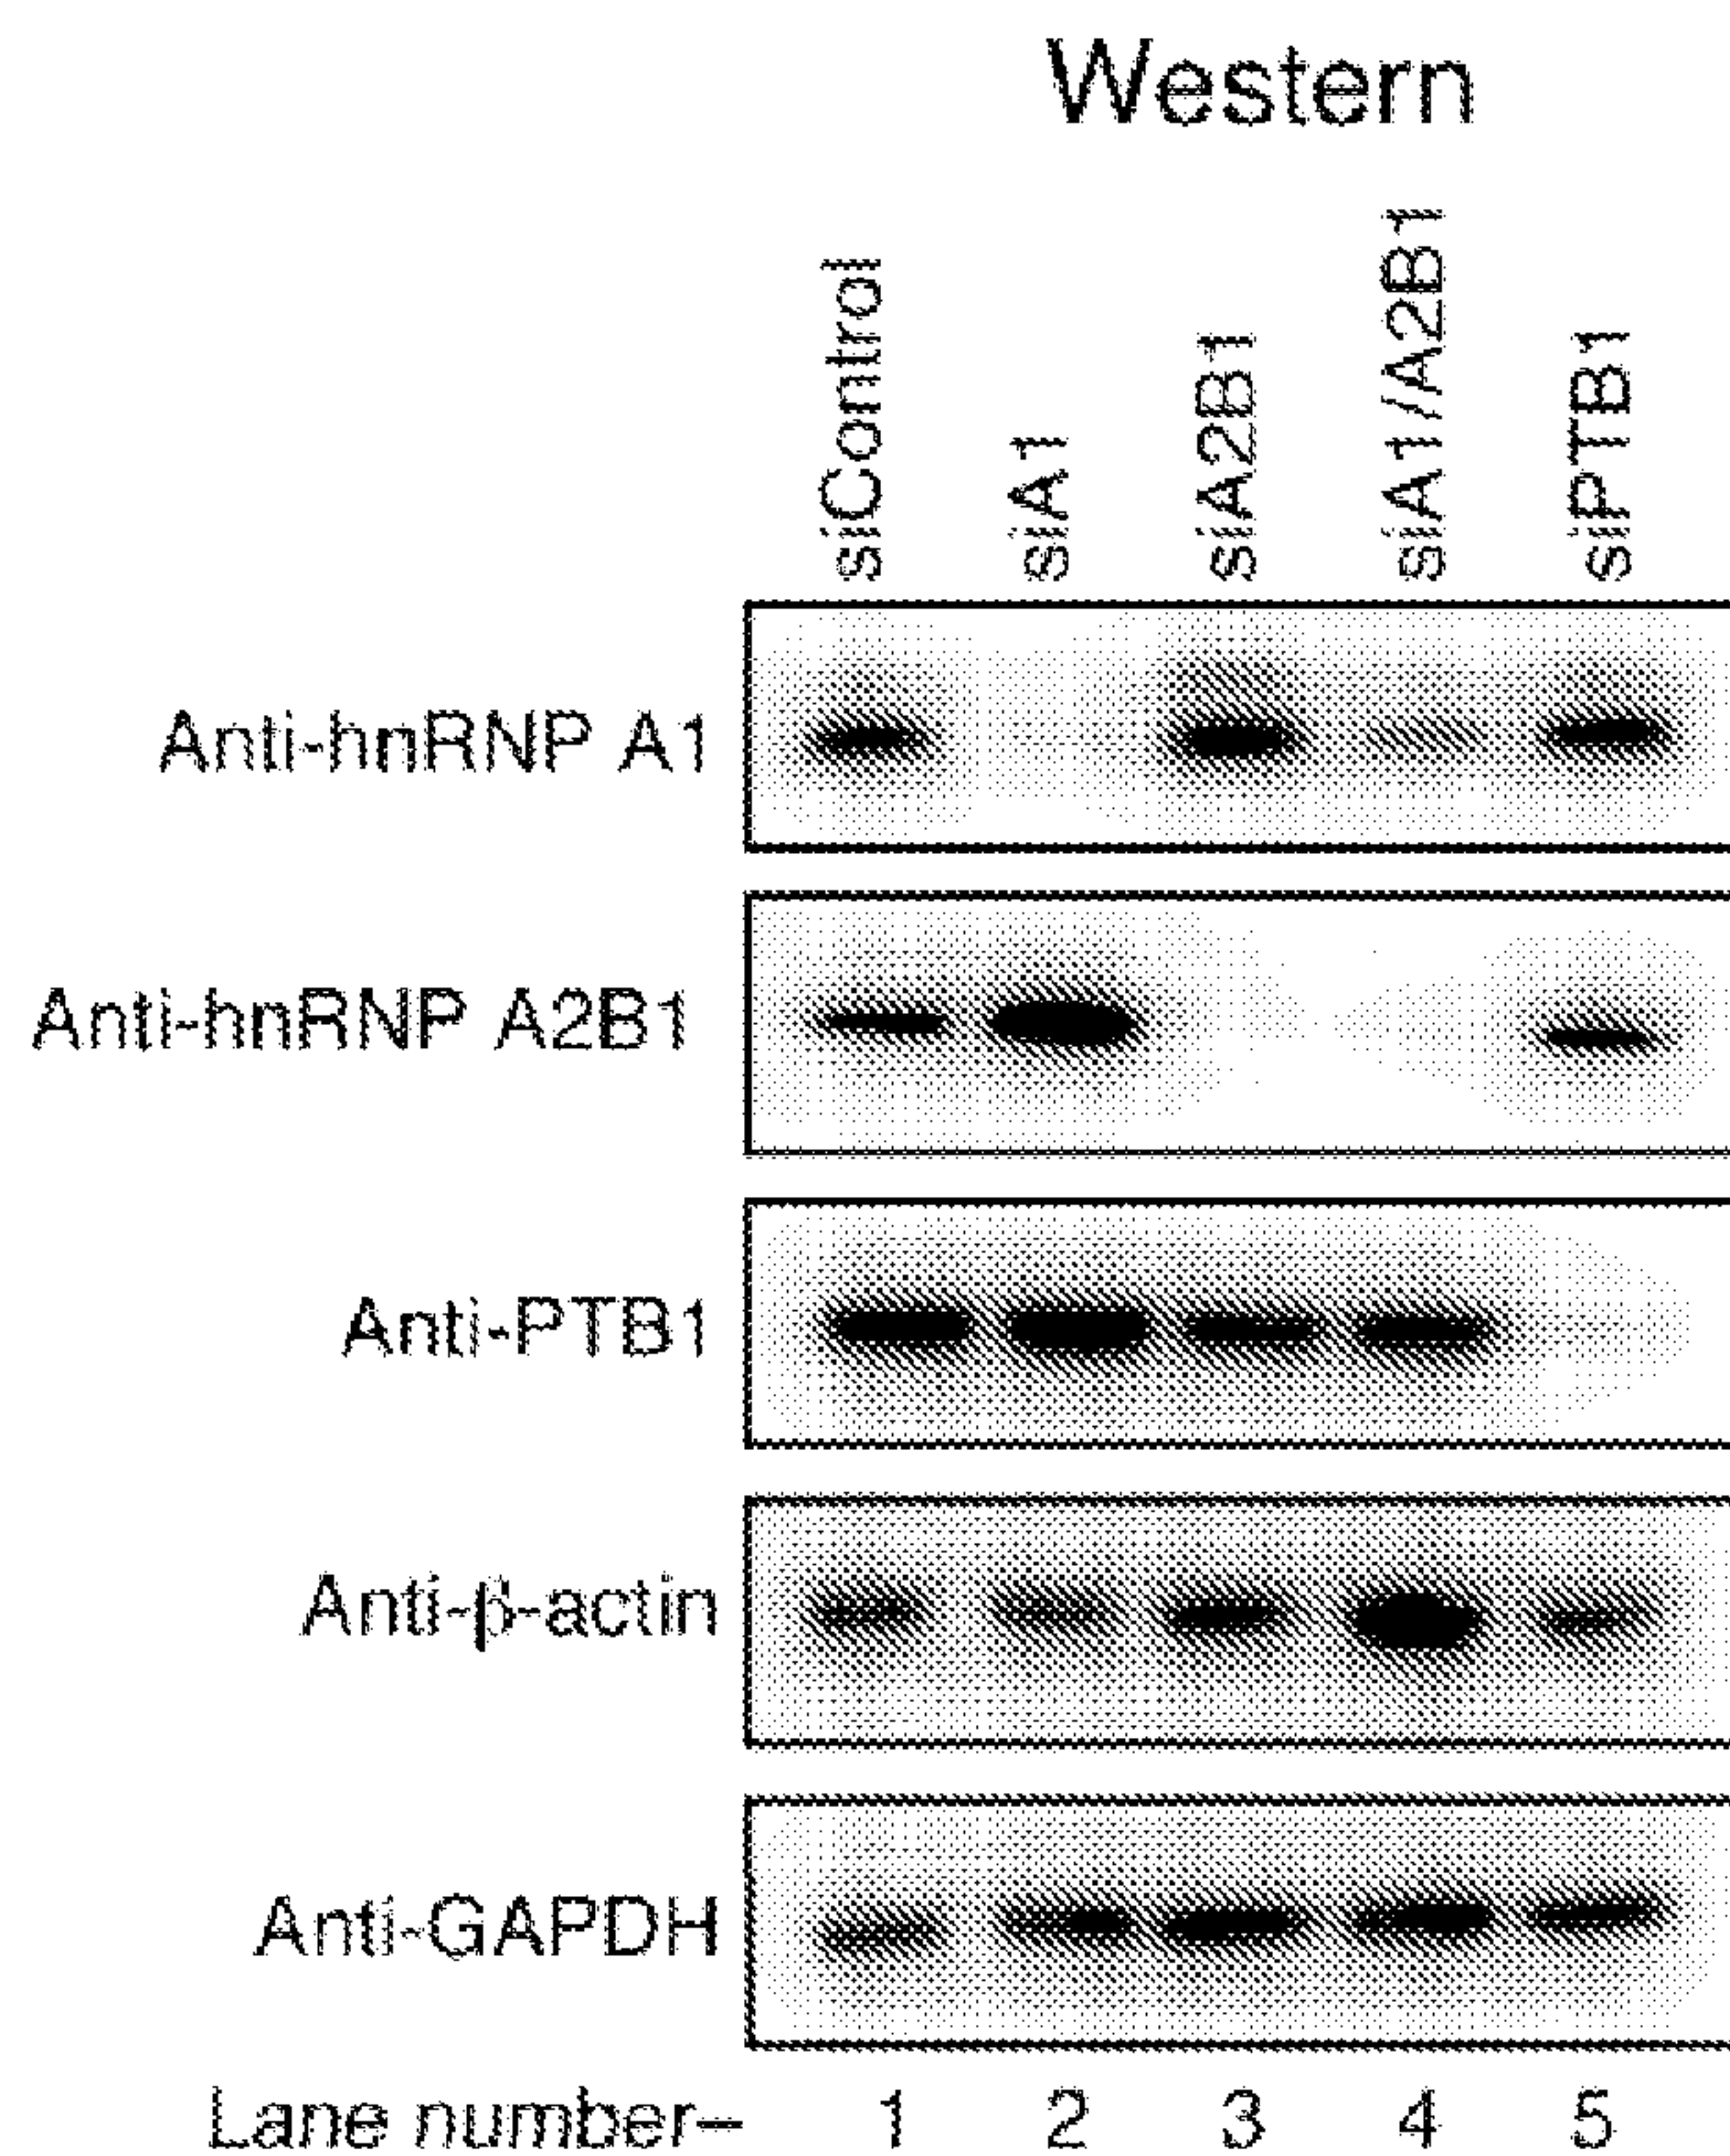 Western
siControl
siA1
siA2B1
siA1/A2B1
siPTB1
Anti-hnRNP A1
Anti-hnRNP A2B1
Anti-PTB1
Anti-β-actin
Anti-GAPDH
Lane number– 1 2 3 4 5